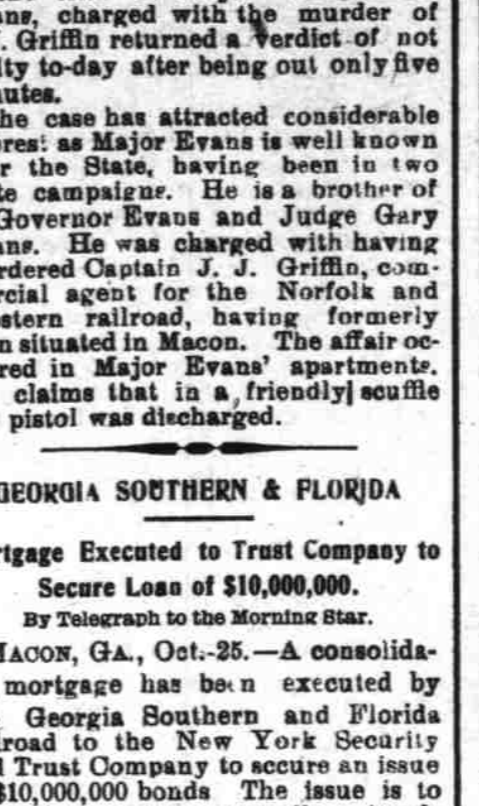 ans, charged with the murder of
J. Griffin returned a verdict of not
lty to-day after being out only five
nutes.
he case has attracted considerable
rest as Major Evans is well known
r the State, having been in two
te campaigns. He is a brother of
Governor Evans and Judge Gary
ans. He was charged with having
rdered Captain J. J. Griffin, com-
rcial agent for the Norfolk and
stern railroad, having formerly
n situated in Macon. The affair oc-
red in Major Evans' apartments.
claims that in a friendly scuffle
pistol was discharged.
GEORGIA SOUTHERN & FLORIDA
rtgage Executed to Trust Company to
Secure Loan of $10,000,000.
By Telegraph to the Morning Star.
MACON, GA., Oct. 25.—A consolida-
mortgage has been executed by
Georgia Southern and Florida
lroad to the New York Security
d Trust Company to secure an issue
$10,000,000 bonds The issue is to